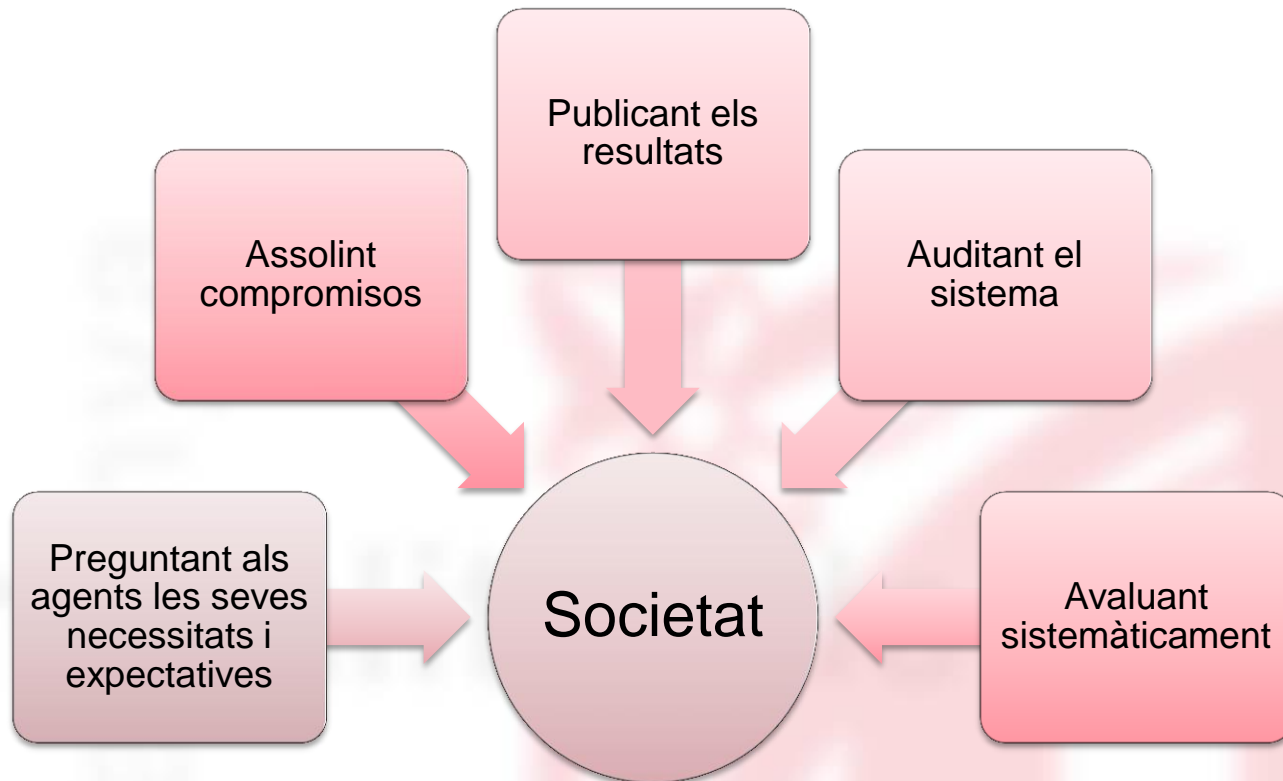 Publicant els
resultats
Assolint
compromisos
Auditant el
sistema
Preguntant als
agents les seves
necessitats i
expectatives
Societat
Avaluant
sistemàticament